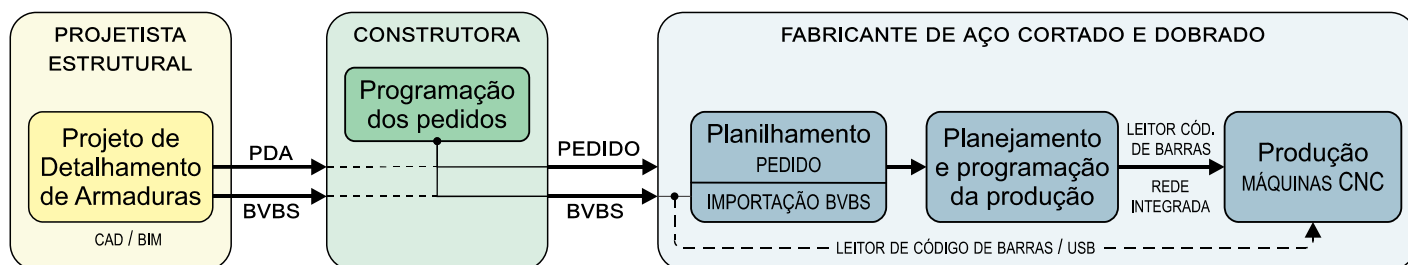 PROJETISTA
ESTRUTURAL
Projeto de
Detalhamento
de Armaduras
CAD / BIM
PDA
BVBS
CONSTRUTORA
Programação
dos pedidos
PEDIDO
BVBS
FABRICANTE DE AÇO CORTADO E DOBRADO
Planilhamento
PEDIDO
IMPORTAÇÃO BVBS
Planejamento
e programação
da produção
LEITOR CÓD.
DE BARRAS
REDE
INTEGRADA
Produção
MÁQUINAS CNC
LEITOR DE CÓDIGO DE BARRAS / USB